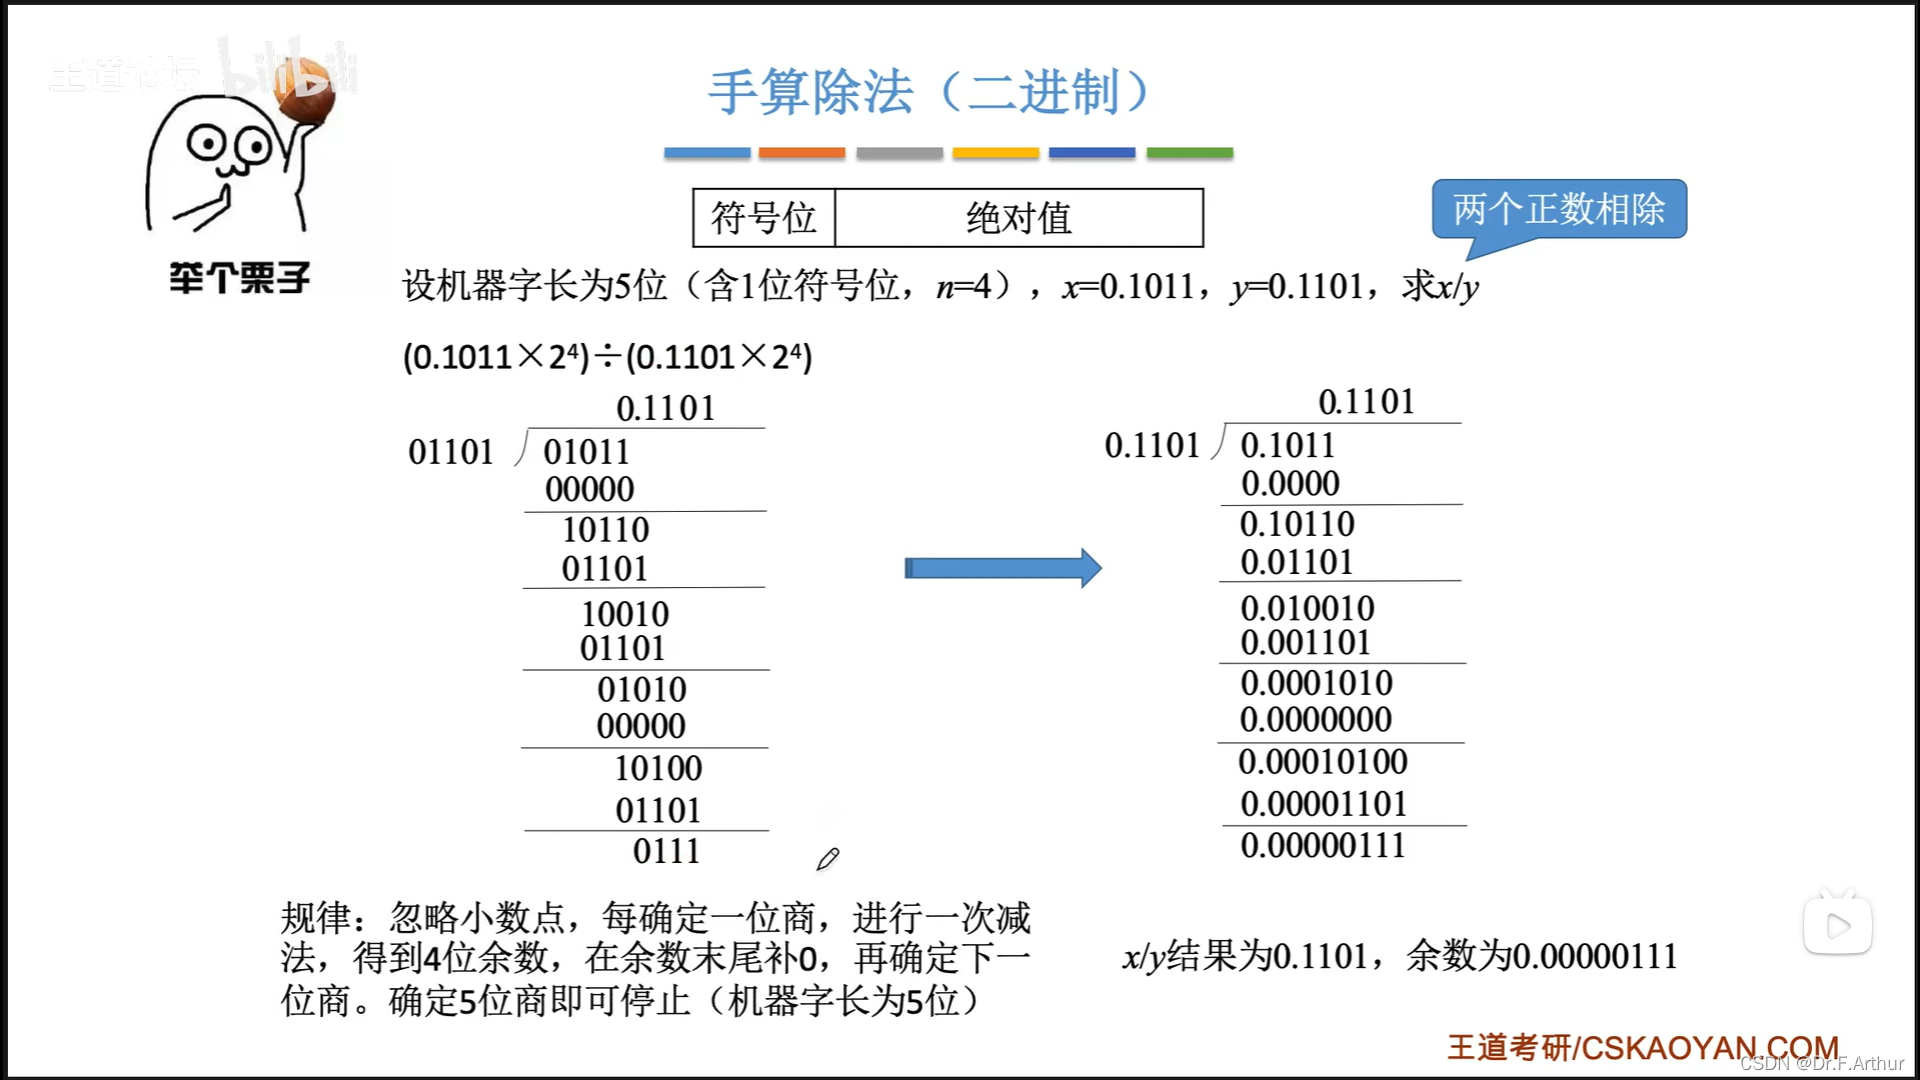 王道论坛 bilibili
手算除法（二进制）
符号位 绝对值
两个正数相除
举个栗子
设机器字长为5位（含1位符号位，n=4），x=0.1011，y=0.1101，求x/y
(0.1011×2⁴)÷(0.1101×2⁴)
0.1101
01101 01011
00000
10110
01101
10010
01101
01010
00000
10100
01101
0111
0.1101
0.1101 0.1011
0.0000
0.10110
0.01101
0.010010
0.001101
0.0001010
0.0000000
0.00010100
0.00001101
0.00000111
规律：忽略小数点，每确定一位商，进行一次减
法，得到4位余数，在余数末尾补0，再确定下一
位商。确定5位商即可停止（机器字长为5位）
x/y结果为0.1101，余数为0.00000111
王道考研/CSKAOYAN.COM
CSDN @Dr.F.Arthur